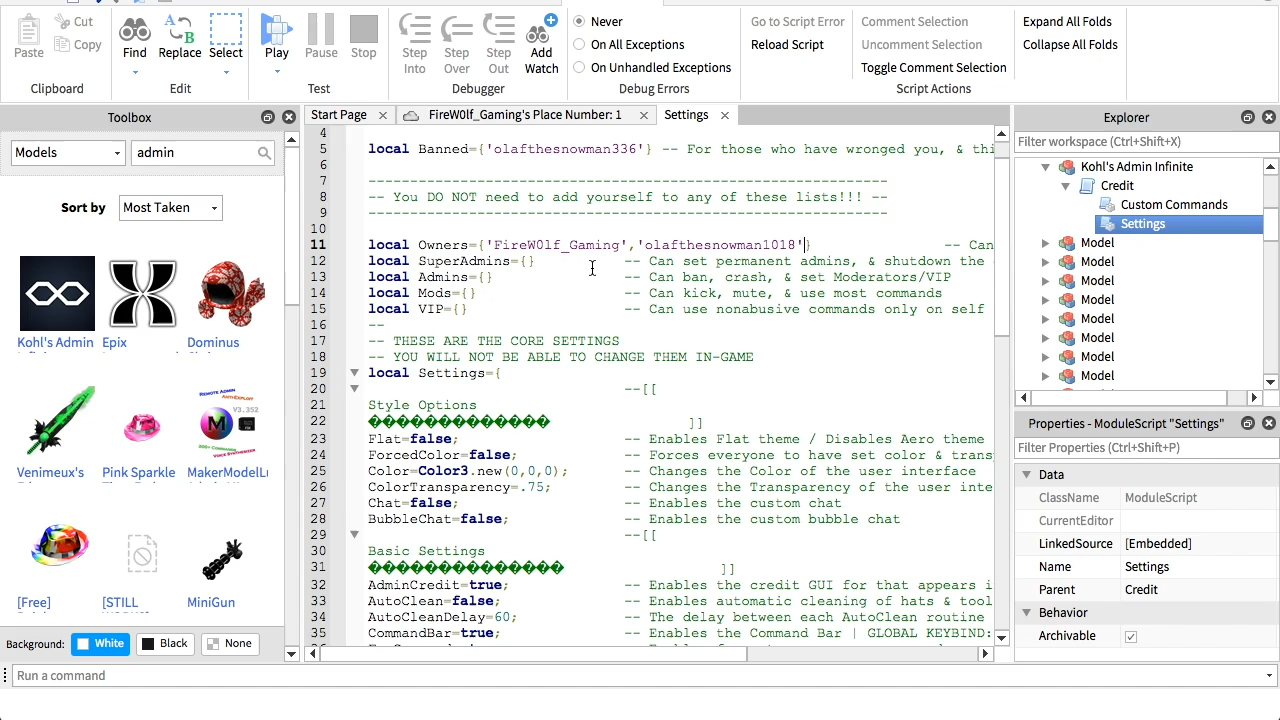 Paste
Cut
Copy
Clipboard
Find
Replace
Select
Edit
Play
Pause
Stop
Test
Step Into
Step Over
Step Out
Add Watch
Debugger
Never
On All Exceptions
On Unhandled Exceptions
Debug Errors
Go to Script Error
Reload Script
Comment Selection
Uncomment Selection
Toggle Comment Selection
Expand All Folds
Collapse All Folds
Script Actions
Toolbox
Models
admin
Sort by
Most Taken
Kohl's Admin
Epix
Dominus
Venimeux's
Pink Sparkle
MakerModelLu
[Free]
[STILL
MiniGun
Background:
White
Black
None
Start Page
FireW0lf_Gaming's Place Number: 1
Settings
4
5 local Banned={'olafthesnowman336'} -- For those who have wronged you, & thi
6
7 -------------------------------------------------------------
8 -- You DO NOT need to add yourself to any of these lists!!! --
9 -------------------------------------------------------------
10
11 local Owners={'FireW0lf_Gaming','olafthesnowman1018'} -- Can
12 local SuperAdmins={} -- Can set permanent admins, & shutdown the
13 local Admins={} -- Can ban, crash, & set Moderators/VIP
14 local Mods={} -- Can kick, mute, & use most commands
15 local VIP={} -- Can use nonabusive commands only on self
16 --
17 -- THESE ARE THE CORE SETTINGS
18 -- YOU WILL NOT BE ABLE TO CHANGE THEM IN-GAME
19 local Settings={
20 --[[
21 Style Options
22 ��������������� ]]
23 Flat=false; -- Enables Flat theme / Disables Aero theme
24 ForcedColor=false; -- Forces everyone to have set color & trans
25 Color=Color3.new(0,0,0); -- Changes the Color of the user interface
26 ColorTransparency=.75; -- Changes the Transparency of the user inte
27 Chat=false; -- Enables the custom chat
28 BubbleChat=false; -- Enables the custom bubble chat
29 --[[
30 Basic Settings
31 ���������������� ]]
32 AdminCredit=true; -- Enables the credit GUI for that appears i
33 AutoClean=false; -- Enables automatic cleaning of hats & tool
34 AutoCleanDelay=60; -- The delay between each AutoClean routine
35 CommandBar=true; -- Enables the Command Bar | GLOBAL KEYBIND:
Explorer
Filter workspace (Ctrl+Shift+X)
Kohl's Admin Infinite
Credit
Custom Commands
Settings
Model
Model
Model
Model
Model
Model
Model
Model
Properties - ModuleScript "Settings"
Filter Properties (Ctrl+Shift+P)
Data
ClassName ModuleScript
CurrentEditor
LinkedSource [Embedded]
Name Settings
Parent Credit
Behavior
Archivable
Run a command